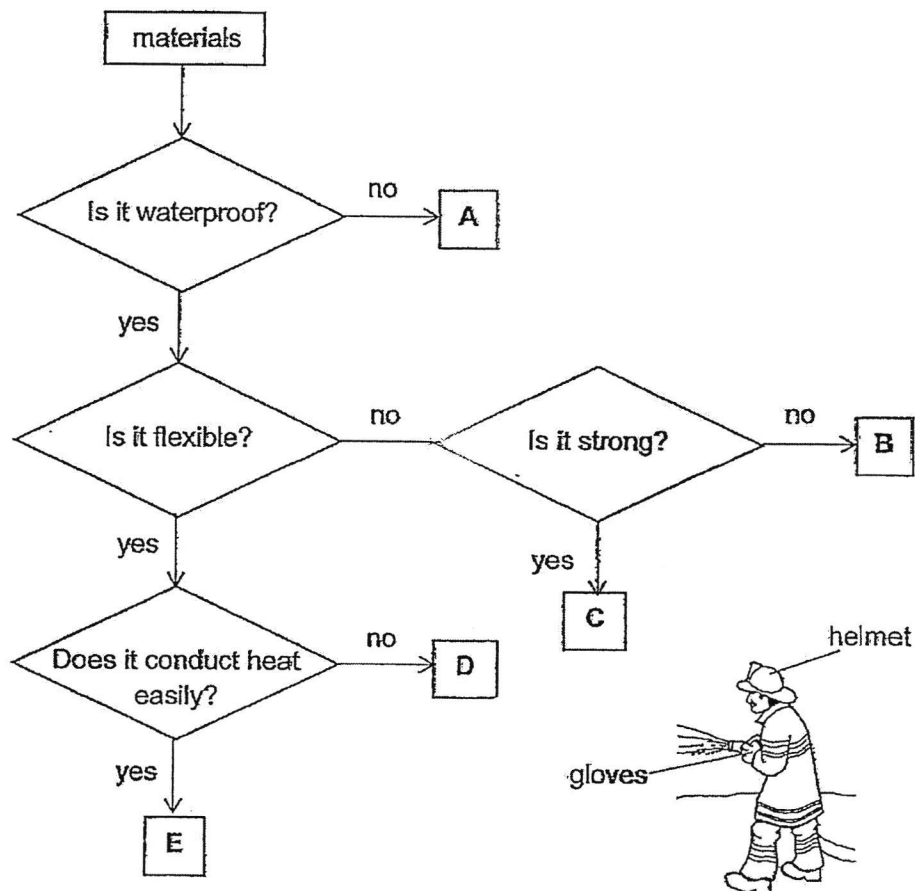 materials
Is it waterproof?
no
A
yes
Is it flexible?
no
Is it strong?
no
B
yes
yes
C
Does it conduct heat
easily?
no
D
helmet
yes
gloves
E